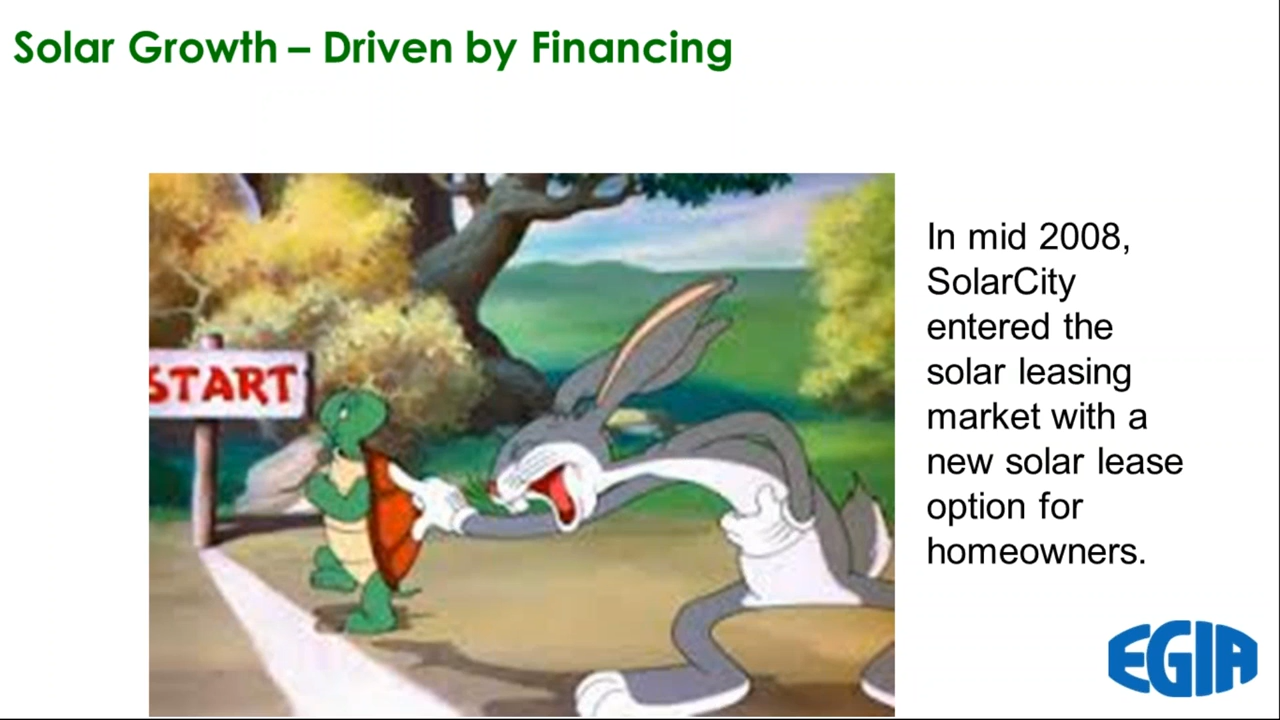 Solar Growth – Driven by Financing
START
In mid 2008,
SolarCity
entered the
solar leasing
market with a
new solar lease
option for
homeowners.
EGIA